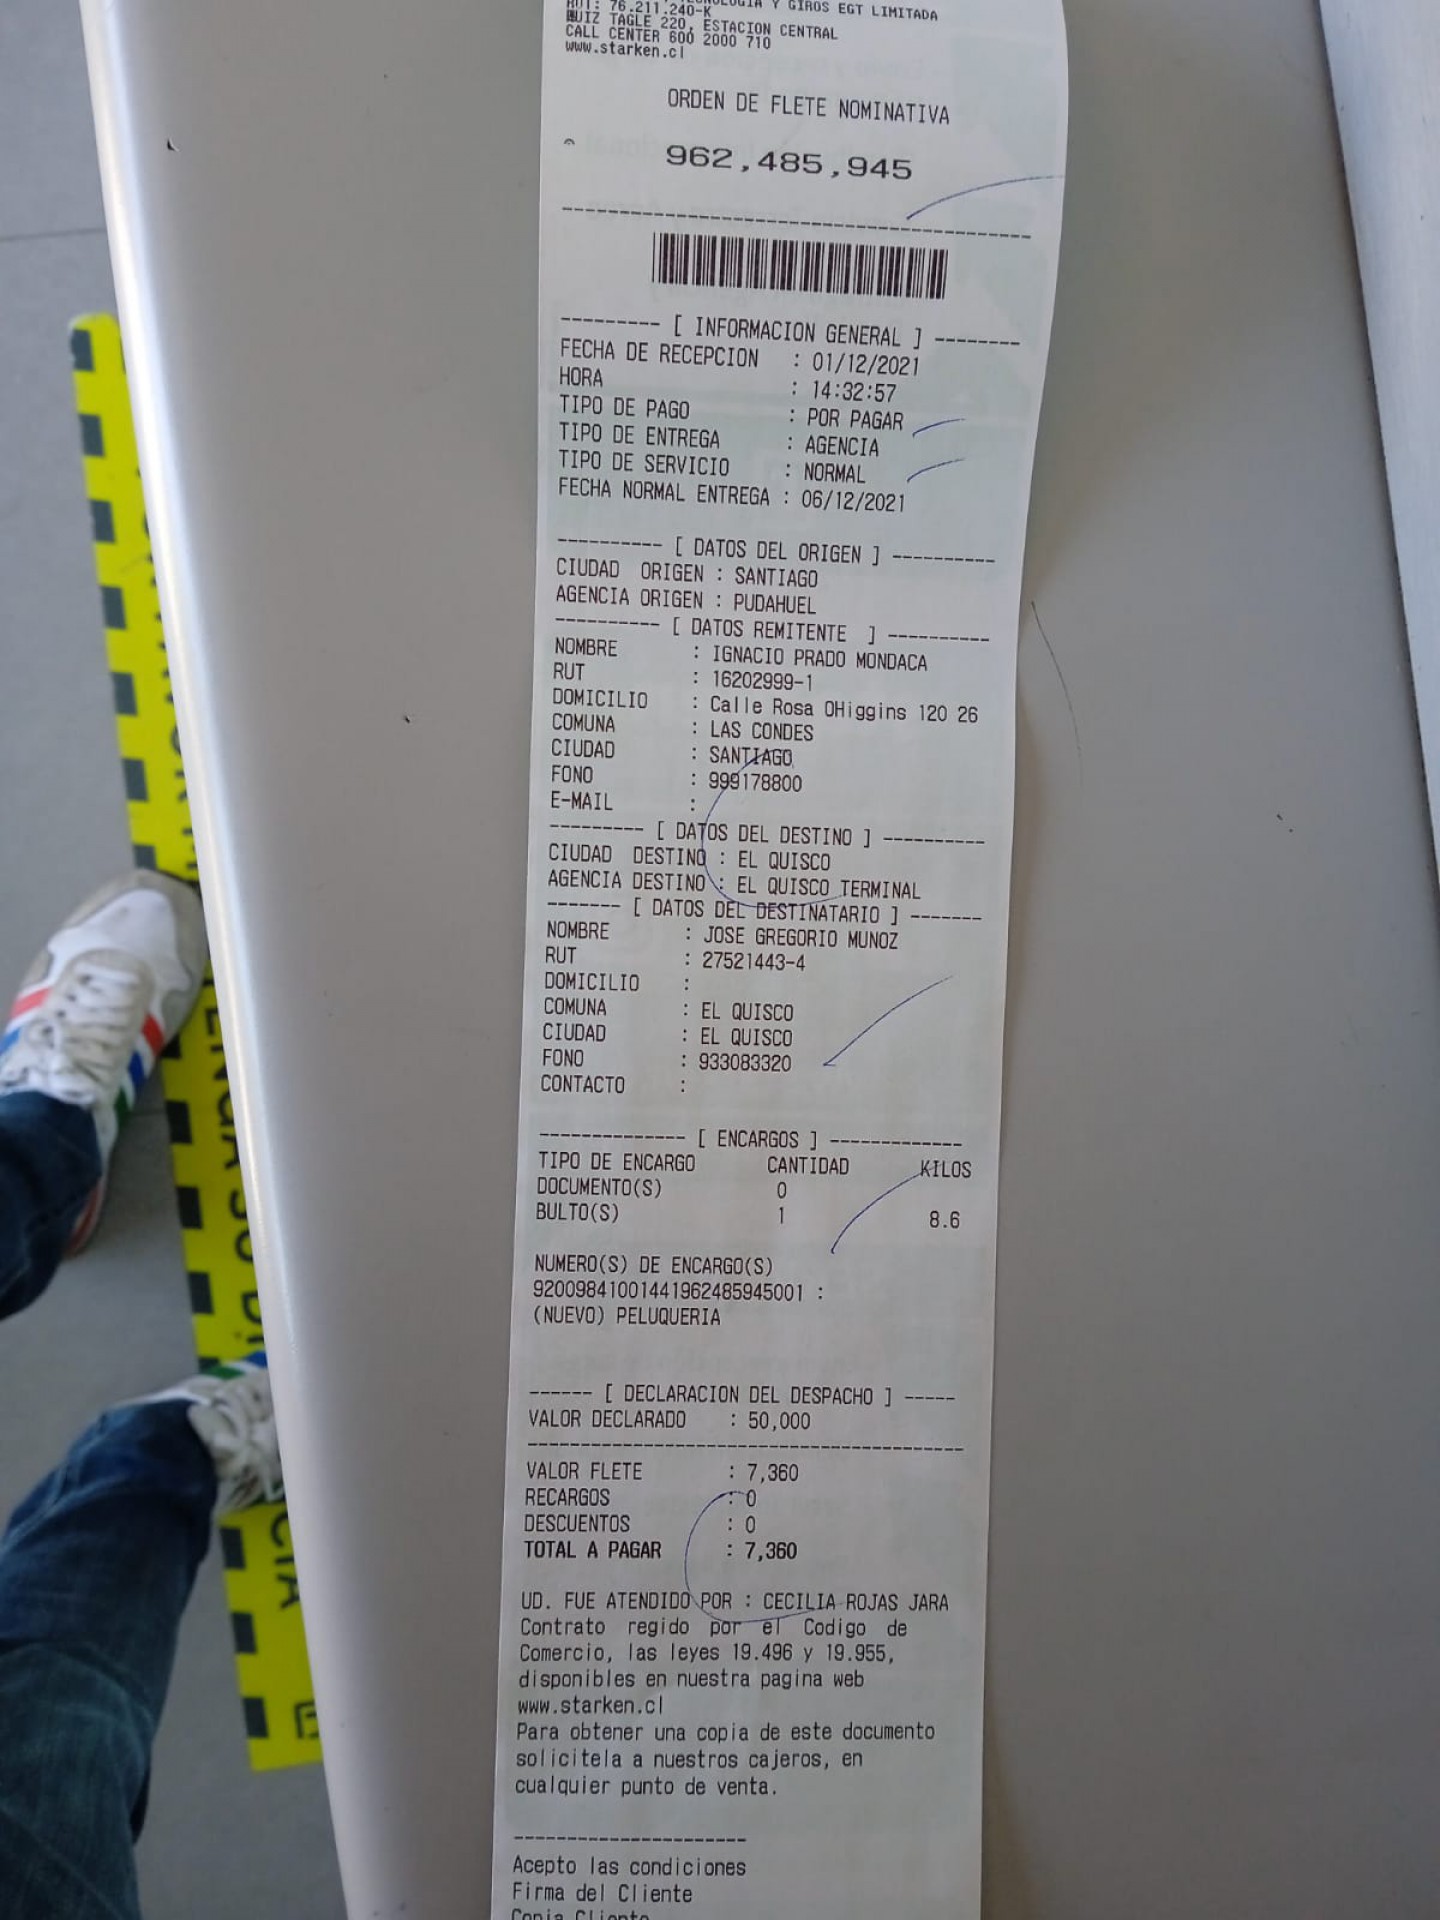 Y GIROS EGT LIMITADA
RUT: 76.211.240-K
RUIZ TAGLE 220, ESTACION CENTRAL
CALL CENTER 600 2000 710
www.starken.cl
ORDEN DE FLETE NOMINATIVA
962,485,945
--------- [ INFORMACION GENERAL ] --------
FECHA DE RECEPCION : 01/12/2021
HORA : 14:32:57
TIPO DE PAGO : POR PAGAR
TIPO DE ENTREGA : AGENCIA
TIPO DE SERVICIO : NORMAL
FECHA NORMAL ENTREGA : 06/12/2021
---------- [ DATOS DEL ORIGEN ] ----------
CIUDAD ORIGEN : SANTIAGO
AGENCIA ORIGEN : PUDAHUEL
---------- [ DATOS REMITENTE ] ----------
NOMBRE : IGNACIO PRADO MONDACA
RUT : 16202999-1
DOMICILIO : Calle Rosa OHiggins 120 26
COMUNA : LAS CONDES
CIUDAD : SANTIAGO
FONO : 999178800
E-MAIL :
--------- [ DATOS DEL DESTINO ] ----------
CIUDAD DESTINO : EL QUISCO
AGENCIA DESTINO : EL QUISCO TERMINAL
------- [ DATOS DEL DESTINATARIO ] -------
NOMBRE : JOSE GREGORIO MUNOZ
RUT : 27521443-4
DOMICILIO :
COMUNA : EL QUISCO
CIUDAD : EL QUISCO
FONO : 933083320
CONTACTO :
-------------- [ ENCARGOS ] -------------
TIPO DE ENCARGO CANTIDAD KILOS
DOCUMENTO(S) 0
BULTO(S) 1 8.6
NUMERO(S) DE ENCARGO(S)
92009841001441962485945001 :
(NUEVO) PELUQUERIA
------ [ DECLARACION DEL DESPACHO ] -----
VALOR DECLARADO : 50,000
VALOR FLETE : 7,360
RECARGOS : 0
DESCUENTOS : 0
TOTAL A PAGAR : 7,360
UD. FUE ATENDIDO POR : CECILIA ROJAS JARA
Contrato regido por el Codigo de
Comercio, las leyes 19.496 y 19.955,
disponibles en nuestra pagina web
www.starken.cl
Para obtener una copia de este documento
solicitela a nuestros cajeros, en
cualquier punto de venta.
Acepto las condiciones
Firma del Cliente
Copia Cliente